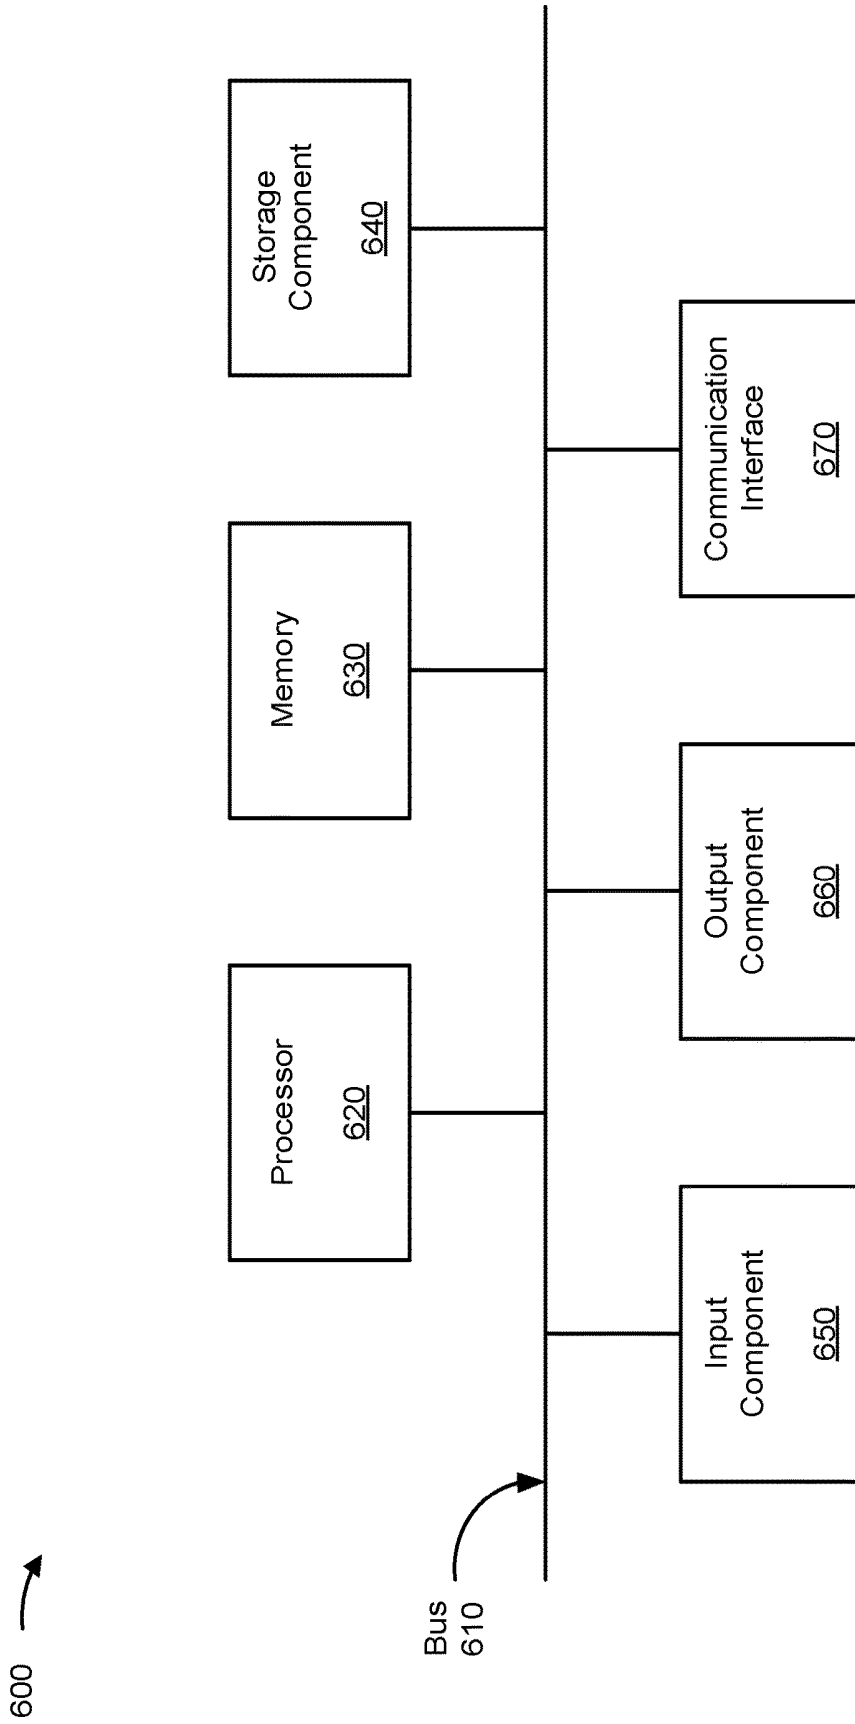 600
Bus
610
Processor
620
Memory
630
Storage
Component
640
Input
Component
650
Output
Component
660
Communication
Interface
670